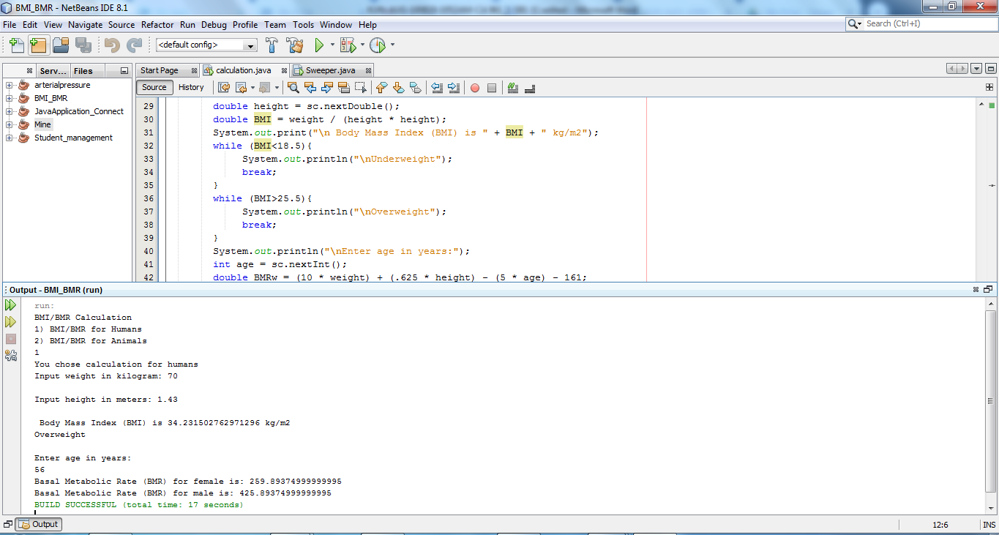 BMI_BMR - NetBeans IDE 8.1
File Edit View Navigate Source Refactor Run Debug Profile Team Tools Window Help
Search (Ctrl+I)
<default config>
Serv... Files
Start Page calculation.java Sweeper.java
arterialpressure
BMI_BMR
JavaApplication_Connect
Mine
Student_management
Source History
29 double height = sc.nextDouble();
30 double BMI = weight / (height * height);
31 System.out.print("\n Body Mass Index (BMI) is " + BMI + " kg/m2");
32 while (BMI<18.5){
33 System.out.println("\nUnderweight");
34 break;
35 }
36 while (BMI>25.5){
37 System.out.println("\nOverweight");
38 break;
39 }
40 System.out.println("\nEnter age in years:");
41 int age = sc.nextInt();
42 double BMRw = (10 * weight) + (.625 * height) - (5 * age) - 161;
Output - BMI_BMR (run)
run:
BMI/BMR Calculation
1) BMI/BMR for Humans
2) BMI/BMR for Animals
1
You chose calculation for humans
Input weight in kilogram: 70
Input height in meters: 1.43
Body Mass Index (BMI) is 34.231502762971296 kg/m2
Overweight
Enter age in years:
56
Basal Metabolic Rate (BMR) for female is: 259.89374999999995
Basal Metabolic Rate (BMR) for male is: 425.89374999999995
BUILD SUCCESSFUL (total time: 17 seconds)
Output
12:6 INS